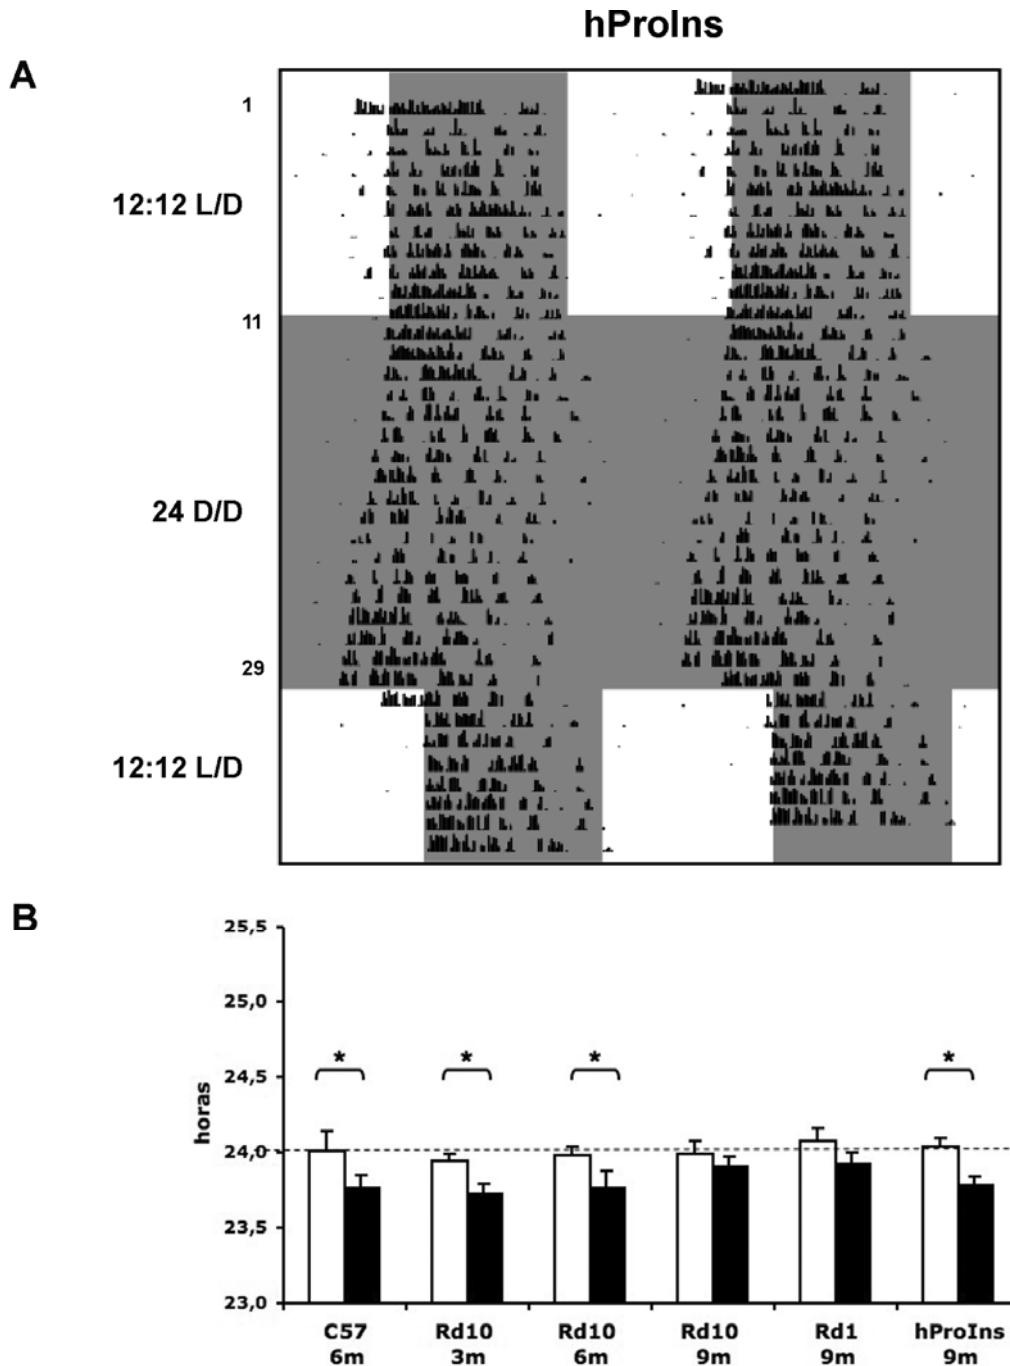 hProIns
A
1
12:12 L/D
11
24 D/D
29
12:12 L/D
B
25,5
25,0
24,5
24,0
23,5
23,0
horas
* * * *
C57 Rd10 Rd10 Rd10 Rd1 hProIns
6m 3m 6m 9m 9m 9m